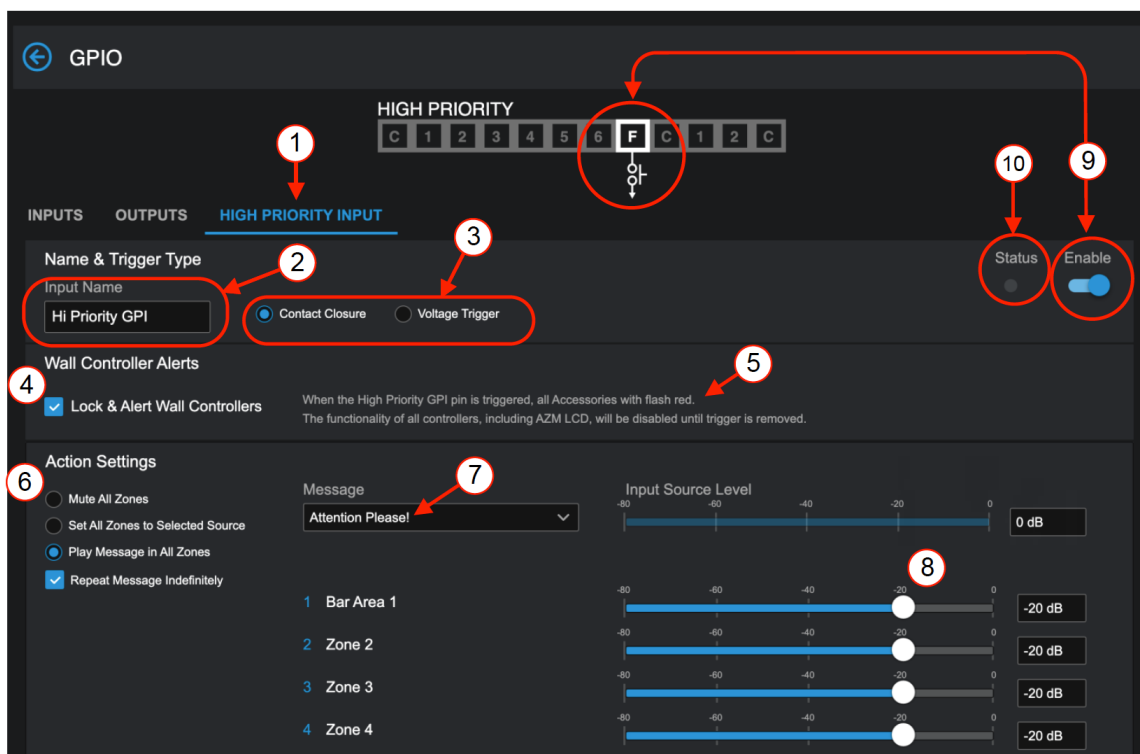 GPIO
HIGH PRIORITY
C 1 2 3 4 5 6 F C 1 2 C
1
10
9
INPUTS OUTPUTS HIGH PRIORITY INPUT
3
Name & Trigger Type
2
Status Enable
Input Name
Hi Priority GPI
Contact Closure Voltage Trigger
Wall Controller Alerts
5
4
Lock & Alert Wall Controllers
When the High Priority GPI pin is triggered, all Accessories with flash red.
The functionality of all controllers, including AZM LCD, will be disabled until trigger is removed.
Action Settings
6
7
Mute All Zones
Set All Zones to Selected Source
Play Message in All Zones
Repeat Message Indefinitely
Message
Attention Please!
Input Source Level
-80 -60 -40 -20 0
0 dB
8
1 Bar Area 1
-80 -60 -40 -20 0
-20 dB
2 Zone 2
-80 -60 -40 -20 0
-20 dB
3 Zone 3
-80 -60 -40 -20 0
-20 dB
4 Zone 4
-80 -60 -40 -20 0
-20 dB